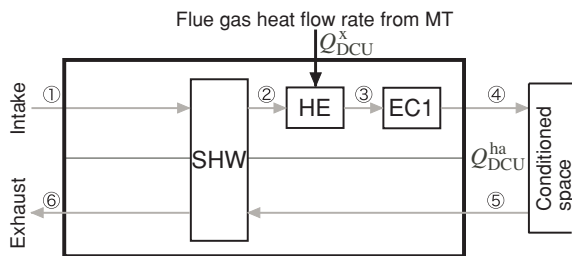 Flue gas heat flow rate from MT
Q^x_DCU
Intake
①
②
HE
③
EC1
④
SHW
Q^ha_DCU
Conditioned
space
Exhaust
⑥
⑤